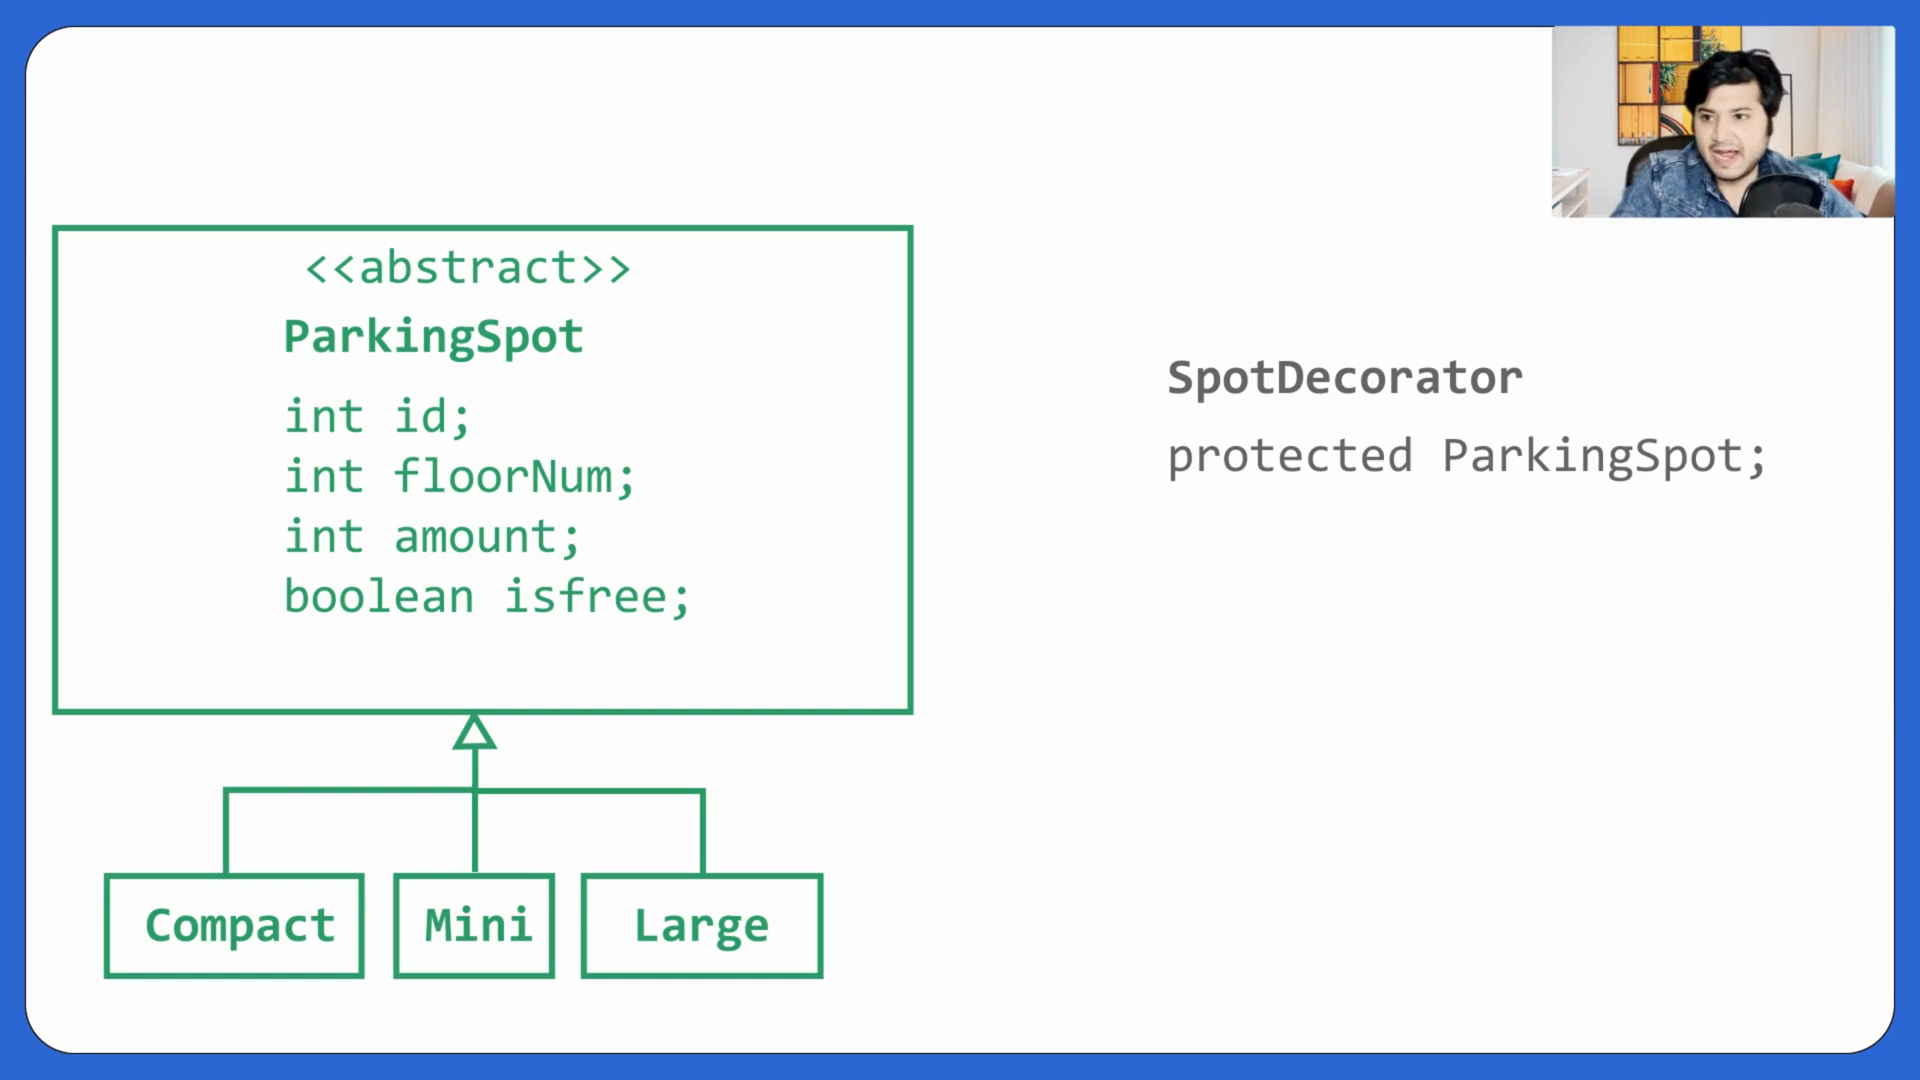 <<abstract>>
ParkingSpot
int id;
int floorNum;
int amount;
boolean isfree;
Compact
Mini
Large
SpotDecorator
protected ParkingSpot;